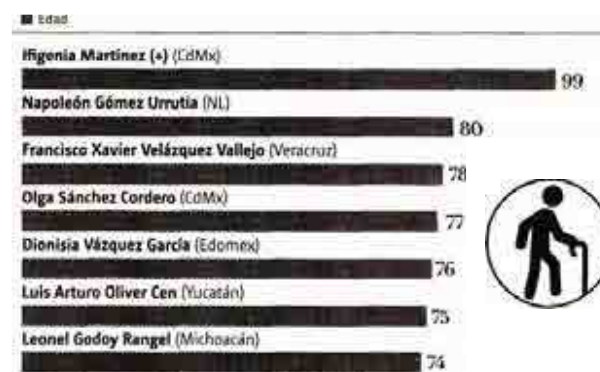 Edad
Ifigenia Martínez (+) (CdMx)
99
Napoleón Gómez Urrutia (NL)
80
Francisco Xavier Velázquez Vallejo (Veracruz)
78
Olga Sánchez Cordero (CdMx)
77
Dionisia Vázquez García (Edomex)
76
Luis Arturo Oliver Cen (Yucatán)
75
Leonel Godoy Rangel (Michoacán)
74